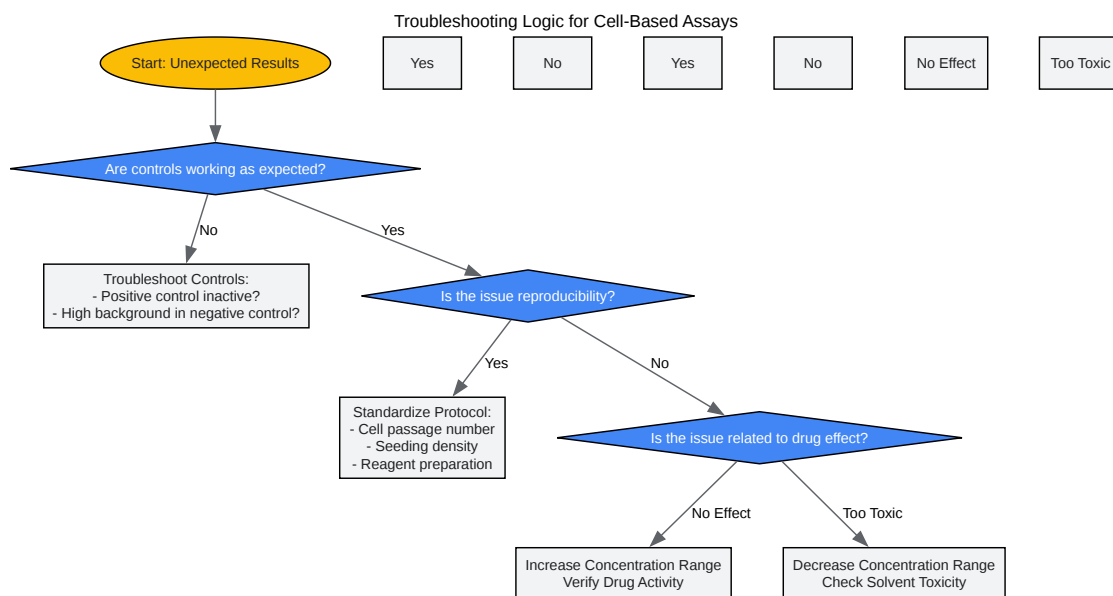 Troubleshooting Logic for Cell-Based Assays
Start: Unexpected Results
Yes
No
Yes
No
No Effect
Too Toxic
Are controls working as expected?
No
Yes
Troubleshoot Controls:
- Positive control inactive?
- High background in negative control?
Is the issue reproducibility?
Yes
No
Standardize Protocol:
- Cell passage number
- Seeding density
- Reagent preparation
Is the issue related to drug effect?
No Effect
Too Toxic
Increase Concentration Range
Verify Drug Activity
Decrease Concentration Range
Check Solvent Toxicity